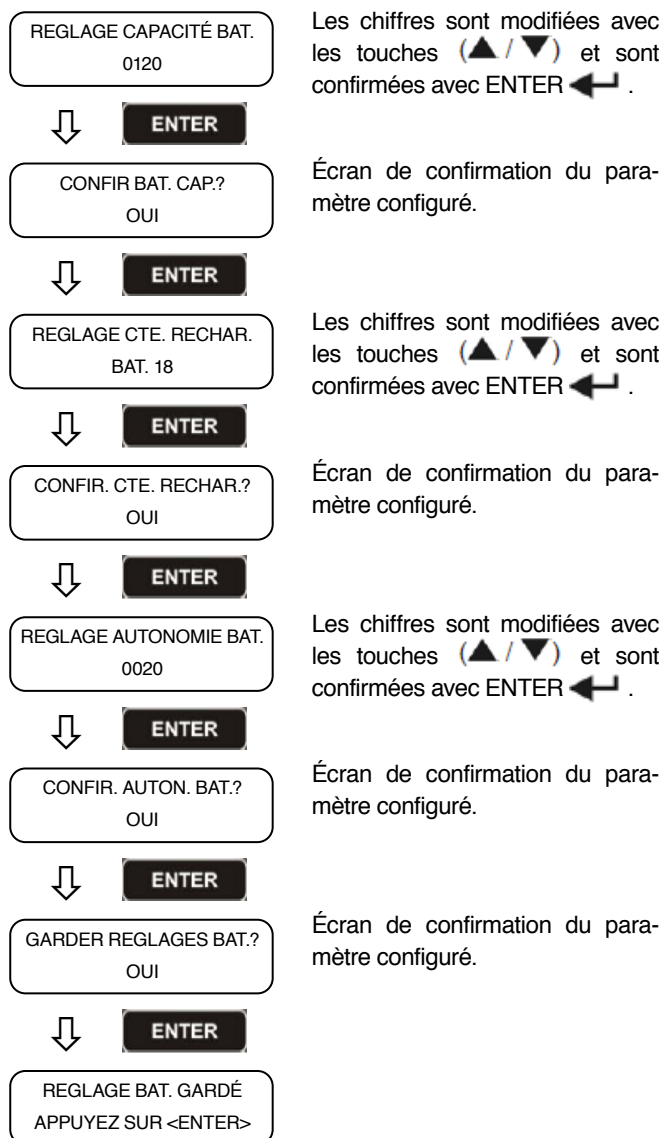 REGLAGE CAPACITÉ BAT.
0120
Les chiffres sont modifiées avec
les touches (▲ / ▼) et sont
confirmées avec ENTER ⏎ .
ENTER
CONFIR BAT. CAP.?
OUI
Écran de confirmation du para-
mètre configuré.
ENTER
REGLAGE CTE. RECHAR.
BAT. 18
Les chiffres sont modifiées avec
les touches (▲ / ▼) et sont
confirmées avec ENTER ⏎ .
ENTER
CONFIR. CTE. RECHAR.?
OUI
Écran de confirmation du para-
mètre configuré.
ENTER
REGLAGE AUTONOMIE BAT.
0020
Les chiffres sont modifiées avec
les touches (▲ / ▼) et sont
confirmées avec ENTER ⏎ .
ENTER
CONFIR. AUTON. BAT.?
OUI
Écran de confirmation du para-
mètre configuré.
ENTER
GARDER REGLAGES BAT.?
OUI
Écran de confirmation du para-
mètre configuré.
ENTER
REGLAGE BAT. GARDÉ
APPUYEZ SUR <ENTER>